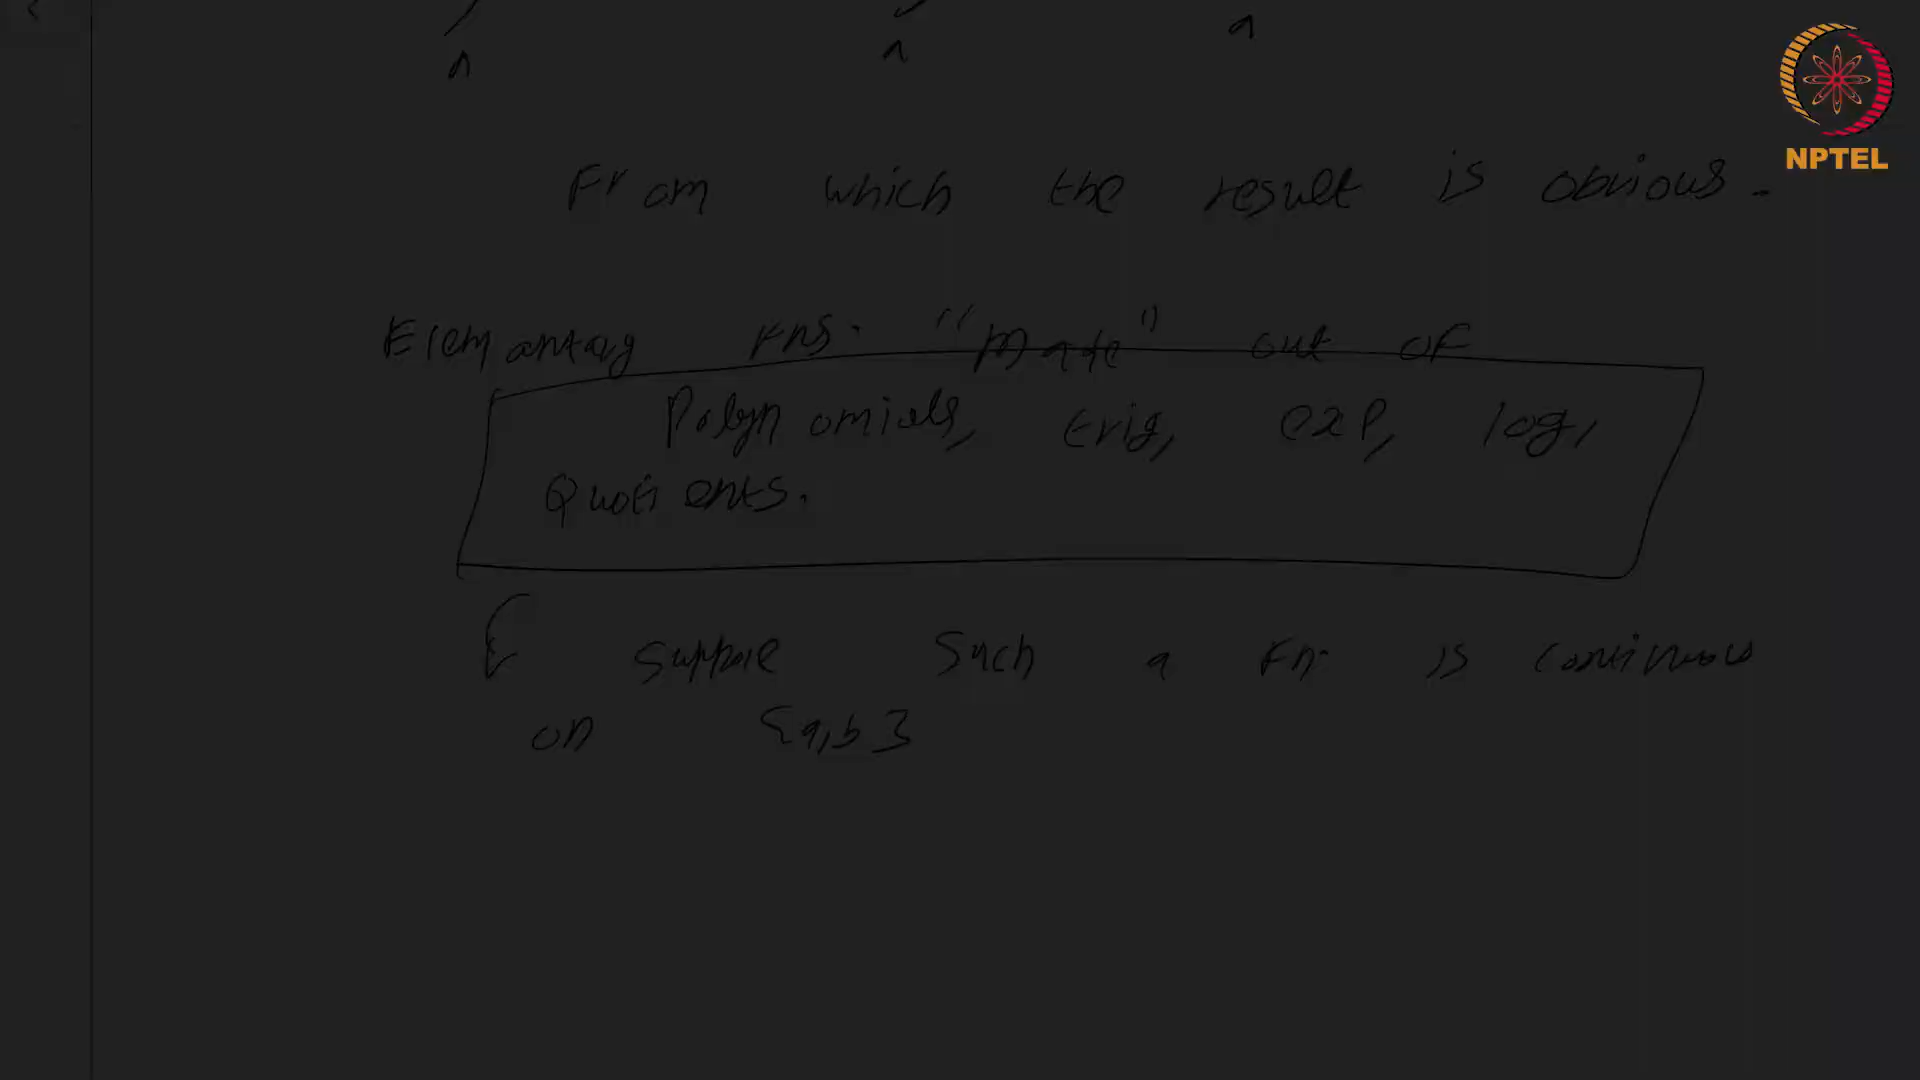 a
NPTEL
From which the result is obvious.
Elementary Fns. "Made" out of
Polynomials, trig, exp, log,
Quotients.
Suppose such a Fn. is continuous
on [a,b]